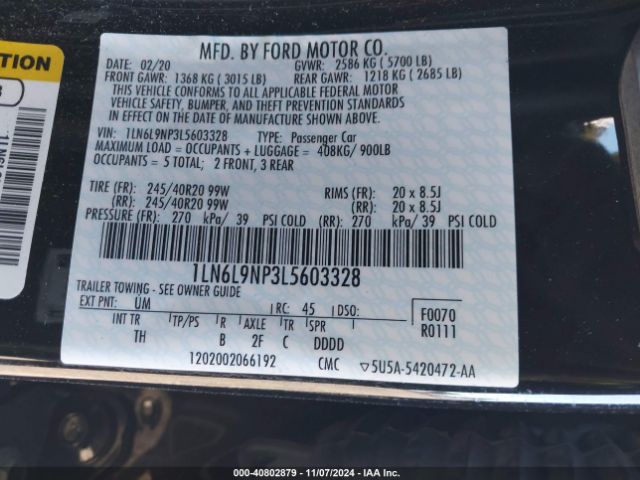 MFD. BY FORD MOTOR CO.
DATE: 02/20 GVWR: 2586 KG ( 5700 LB)
FRONT GAWR: 1368 KG ( 3015 LB) REAR GAWR: 1218 KG ( 2685 LB)
THIS VEHICLE CONFORMS TO ALL APPLICABLE FEDERAL MOTOR
VEHICLE SAFETY, BUMPER, AND THEFT PREVENTION STANDARDS
IN EFFECT ON THE DATE OF MANUFACTURE SHOWN ABOVE.
VIN: 1LN6L9NP3L5603328 TYPE: Passenger Car
MAXIMUM LOAD = OCCUPANTS + LUGGAGE = 408KG/ 900LB
OCCUPANTS = 5 TOTAL; 2 FRONT, 3 REAR
TIRE (FR): 245/40R20 99W RIMS (FR): 20 x 8.5J
(RR): 245/40R20 99W (RR): 20 x 8.5J
PRESSURE (FR): 270 kPa/ 39 PSI COLD (RR): 270 kPa/ 39 PSI COLD
1LN6L9NP3L5603328
TRAILER TOWING - SEE OWNER GUIDE
EXT PNT: UM RC: 45 DSO: F0070
INT TR TP/PS R AXLE TR SPR R0111
TH B 2F C DDDD
1202002066192 CMC ▽5U5A-5420472-AA
000-40802879 - 11/07/2024 - IAA Inc.